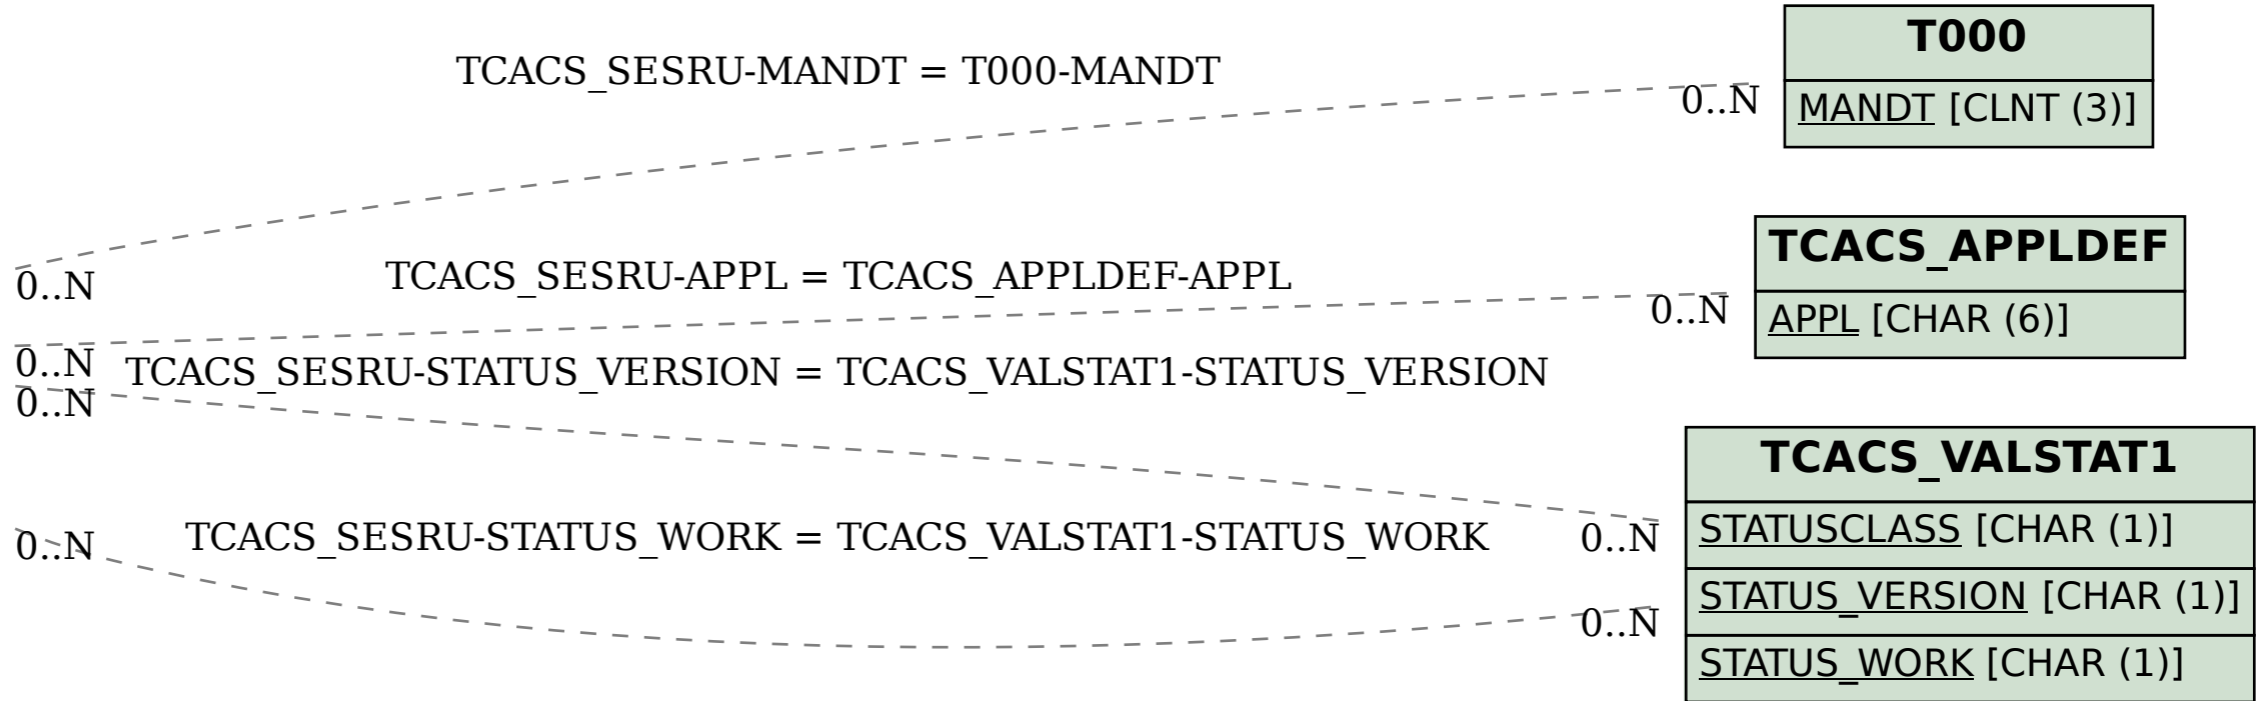 T000
TCACS_SESRU-MANDT = T000-MANDT
0..N
MANDT [CLNT (3)]
TCACS_APPLDEF
0..N
TCACS_SESRU-APPL = TCACS_APPLDEF-APPL
0..N
APPL [CHAR (6)]
0..N
TCACS_SESRU-STATUS_VERSION = TCACS_VALSTAT1-STATUS_VERSION
0..N
TCACS_VALSTAT1
STATUSCLASS [CHAR (1)]
0..N
TCACS_SESRU-STATUS_WORK = TCACS_VALSTAT1-STATUS_WORK
0..N
STATUS_VERSION [CHAR (1)]
0..N
STATUS_WORK [CHAR (1)]